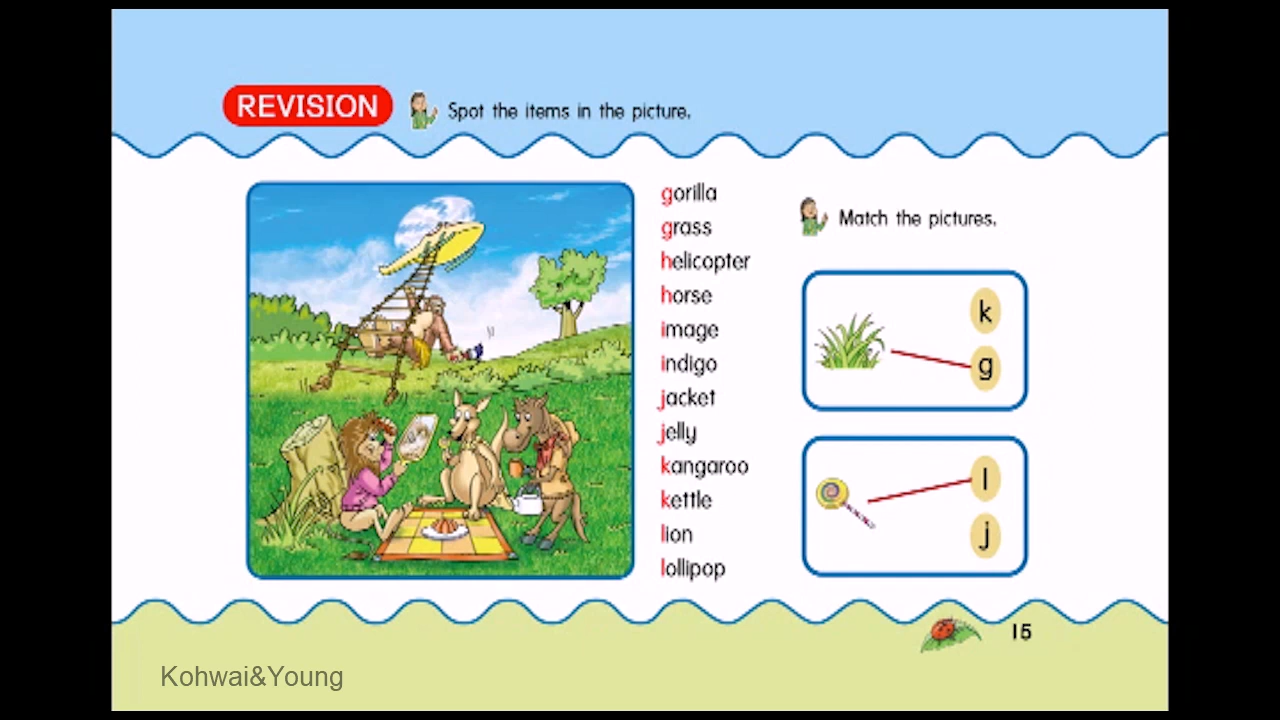 REVISION
Spot the items in the picture.
gorilla
grass
helicopter
horse
image
indigo
jacket
jelly
kangaroo
kettle
lion
lollipop
Match the pictures.
k
g
l
j
15
Kohwai&Young